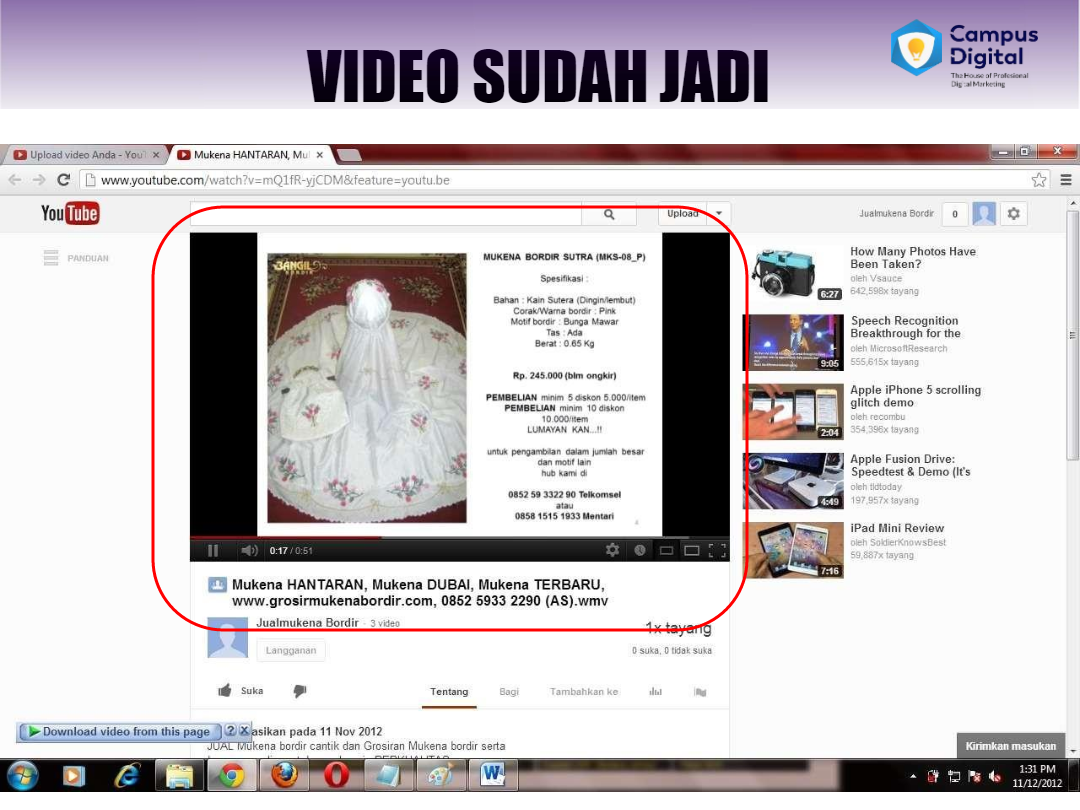 VIDEO SUDAH JADI
Campus
Digital
The House of Profesional
Digital Marketing
Upload video Anda - YouT
Mukena HANTARAN, Mu
www.youtube.com/watch?v=mQ1fR-yjCDM&feature=youtu.be
YouTube
Upload
Jualmukena Bordir
0
PANDUAN
BANGIL
BORDIR
MUKENA BORDIR SUTRA (MKS-08_P)
Spesifikasi :
Bahan : Kain Sutera (Dingin/lembut)
Corak/Warna bordir : Pink
Motif bordir : Bunga Mawar
Tas : Ada
Berat : 0.65 Kg
Rp. 245.000 (blm ongkir)
PEMBELIAN minim 5 diskon 5.000/item
PEMBELIAN minim 10 diskon
10.000/item
LUMAYAN KAN...!!
untuk pengambilan dalam jumlah besar
dan motif lain
hub kami di
0852 59 3322 90 Telkomsel
atau
0858 1515 1933 Mentari
0:17 / 0:51
Mukena HANTARAN, Mukena DUBAI, Mukena TERBARU,
www.grosirmukenabordir.com, 0852 5933 2290 (AS).wmv
Jualmukena Bordir · 3 video
Langganan
1x tayang
0 suka, 0 tidak suka
Suka
Tentang
Bagi
Tambahkan ke
asikan pada 11 Nov 2012
JUAL Mukena bordir cantik dan Grosiran Mukena bordir serta
Download video from this page
?
X
How Many Photos Have
Been Taken?
oleh Vsauce
642,598x tayang
6:27
Speech Recognition
Breakthrough for the
oleh MicrosoftResearch
555,615x tayang
9:05
Apple iPhone 5 scrolling
glitch demo
oleh recombu
354,396x tayang
2:04
Apple Fusion Drive:
Speedtest & Demo (It's
oleh tldtoday
197,957x tayang
4:49
iPad Mini Review
oleh SoldierKnowsBest
59,887x tayang
7:16
Kirimkan masukan
1:31 PM
11/12/2012